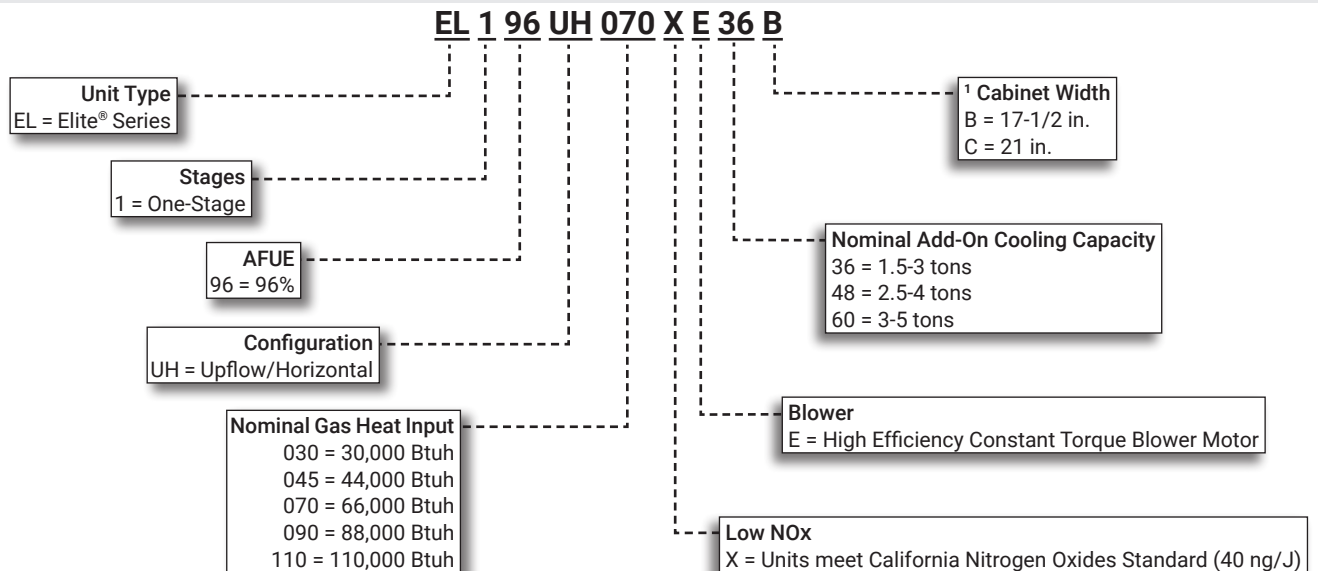 EL 1 96 UH 070 X E 36 B
Unit Type
EL = Elite® Series
Stages
1 = One-Stage
AFUE
96 = 96%
Configuration
UH = Upflow/Horizontal
Nominal Gas Heat Input
030 = 30,000 Btuh
045 = 44,000 Btuh
070 = 66,000 Btuh
090 = 88,000 Btuh
110 = 110,000 Btuh
¹ Cabinet Width
B = 17-1/2 in.
C = 21 in.
Nominal Add-On Cooling Capacity
36 = 1.5-3 tons
48 = 2.5-4 tons
60 = 3-5 tons
Blower
E = High Efficiency Constant Torque Blower Motor
Low NOx
X = Units meet California Nitrogen Oxides Standard (40 ng/J)